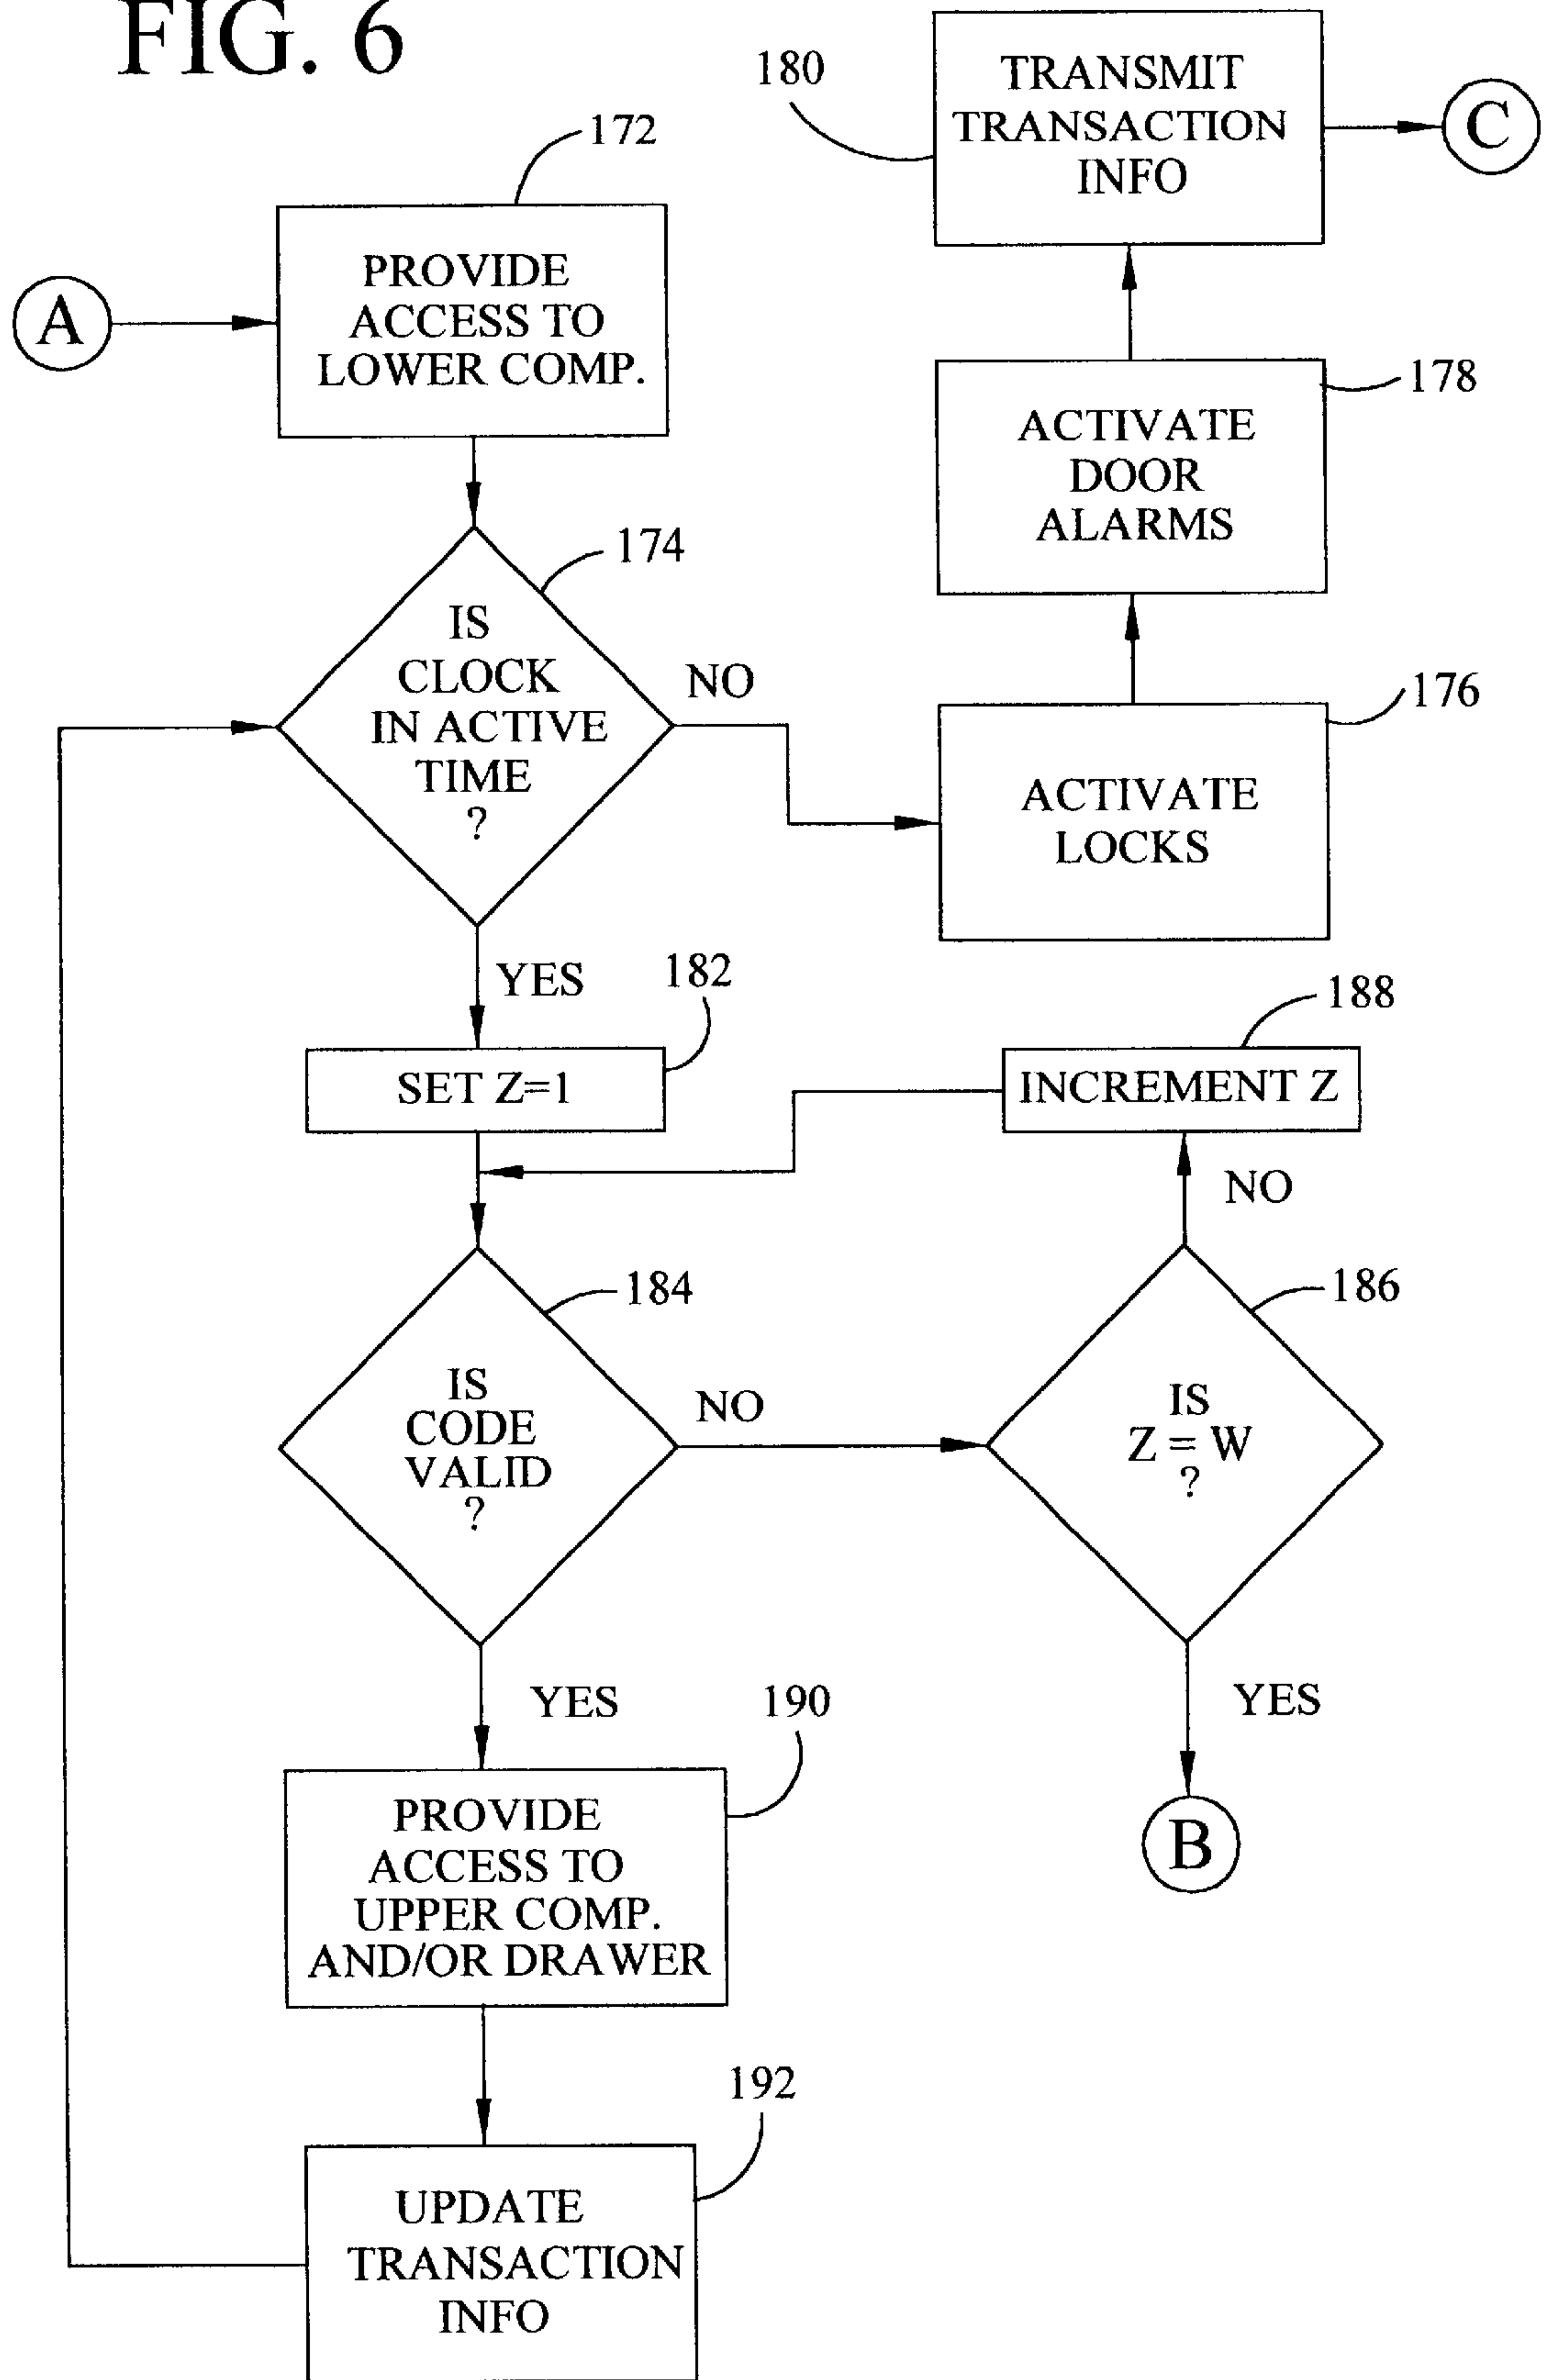 FIG. 6
180
TRANSMIT
TRANSACTION
INFO
C
172
PROVIDE
ACCESS TO
LOWER COMP.
A
178
ACTIVATE
DOOR
ALARMS
174
IS
CLOCK
IN ACTIVE
TIME
?
NO
176
ACTIVATE
LOCKS
YES
182
SET Z=1
188
INCREMENT Z
NO
184
IS
CODE
VALID
?
NO
186
IS
Z = W
?
YES
190
PROVIDE
ACCESS TO
UPPER COMP.
AND/OR DRAWER
YES
B
192
UPDATE
TRANSACTION
INFO